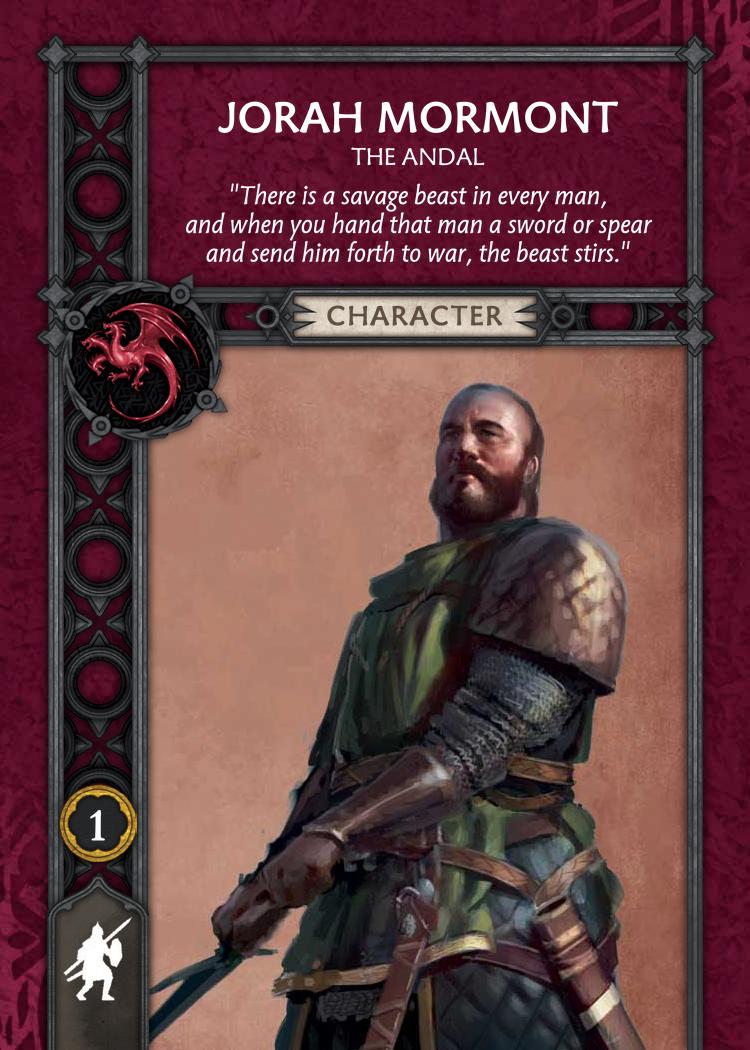 JORAH MORMONT
THE ANDAL
"There is a savage beast in every man,
and when you hand that man a sword or spear
and send him forth to war, the beast stirs."
CHARACTER
1